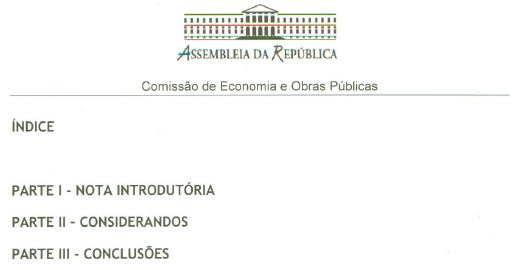 ASSEMBLEIA DA REPÚBLICA
Comissão de Economia e Obras Públicas
ÍNDICE
PARTE I - NOTA INTRODUTÓRIA
PARTE II - CONSIDERANDOS
PARTE III - CONCLUSÕES